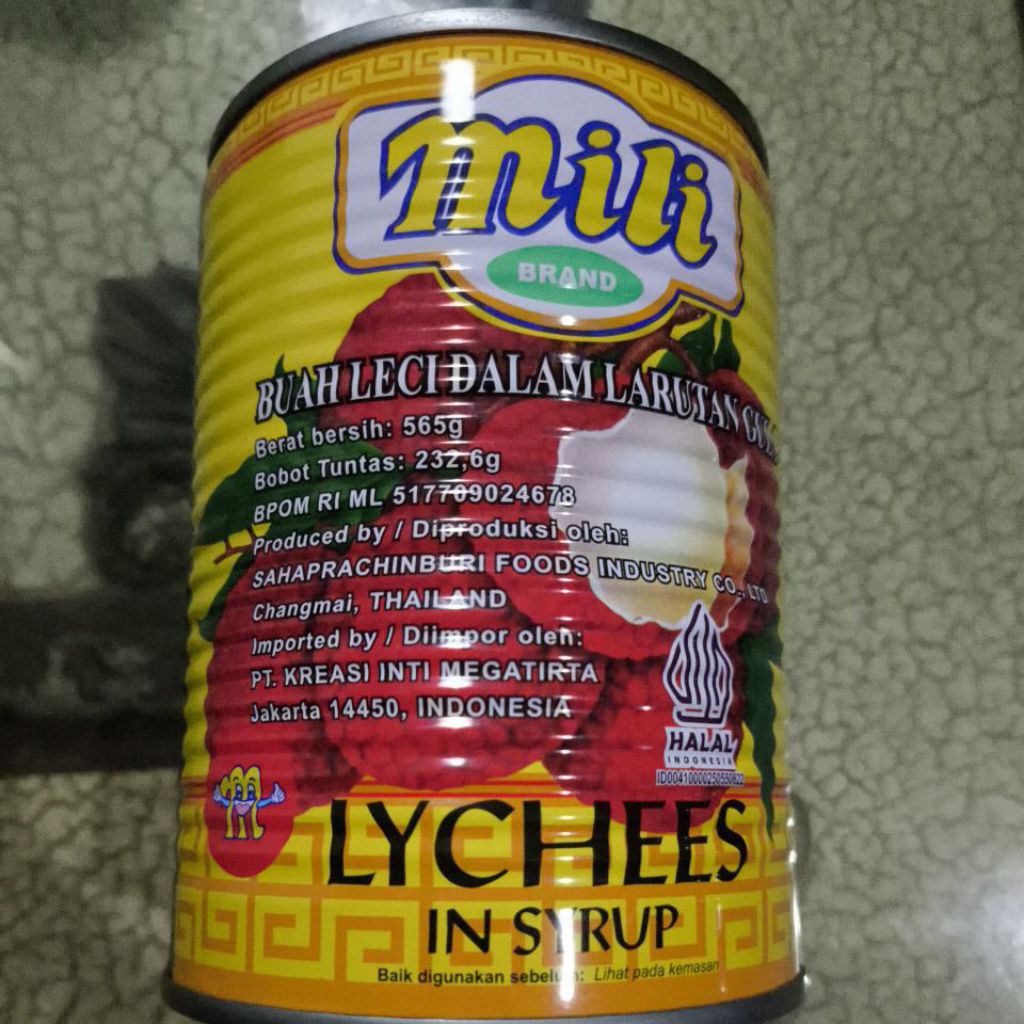 mili
BRAND
BUAH LECI DALAM LARUTAN
Berat bersih: 565g
Bobot Tuntas: 232,6g
BPOM RI ML 517709024678
Produced by / Diproduksi oleh:
SAHAPRACHINBURI FOODS INDUSTRY CO., LTD
Changmai, THAILAND
Imported by / Diimpor oleh:
PT. KREASI INTI MEGATIRTA
Jakarta 14450, INDONESIA
HALAL
INDONESIA
ID00410000250550622
m
LYCHEES
IN SYRUP
Baik digunakan sebelum: Lihat pada kemasan